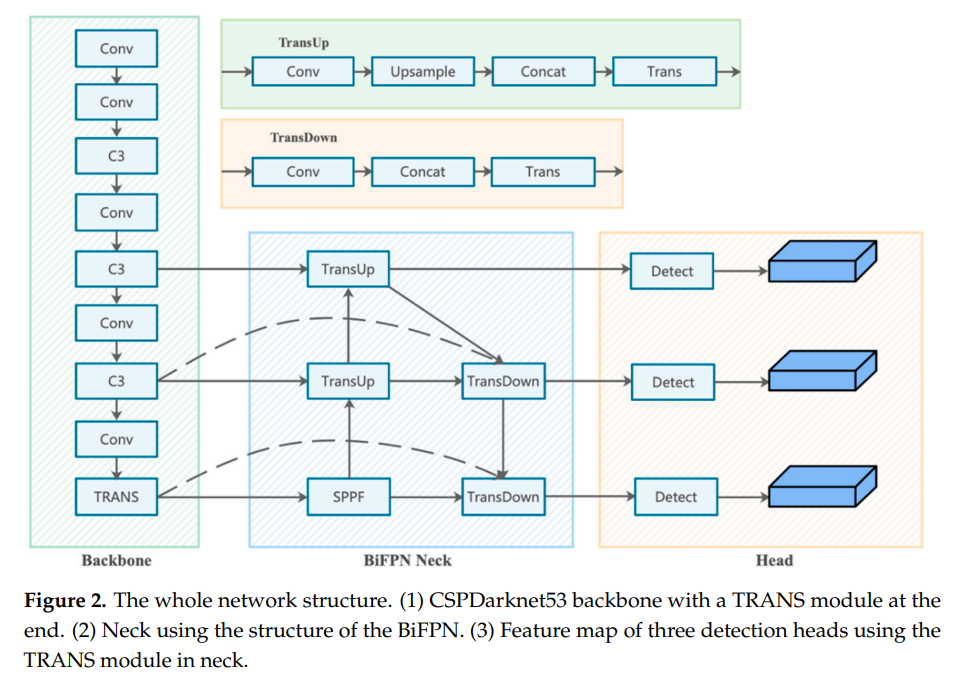 Conv
Conv
C3
Conv
C3
Conv
C3
Conv
TRANS
Backbone
TransUp
Conv
Upsample
Concat
Trans
TransDown
Conv
Concat
Trans
TransUp
TransUp
TransDown
SPPF
TransDown
BiFPN Neck
Detect
Detect
Detect
Head
Figure 2. The whole network structure. (1) CSPDarknet53 backbone with a TRANS module at the
end. (2) Neck using the structure of the BiFPN. (3) Feature map of three detection heads using the
TRANS module in neck.